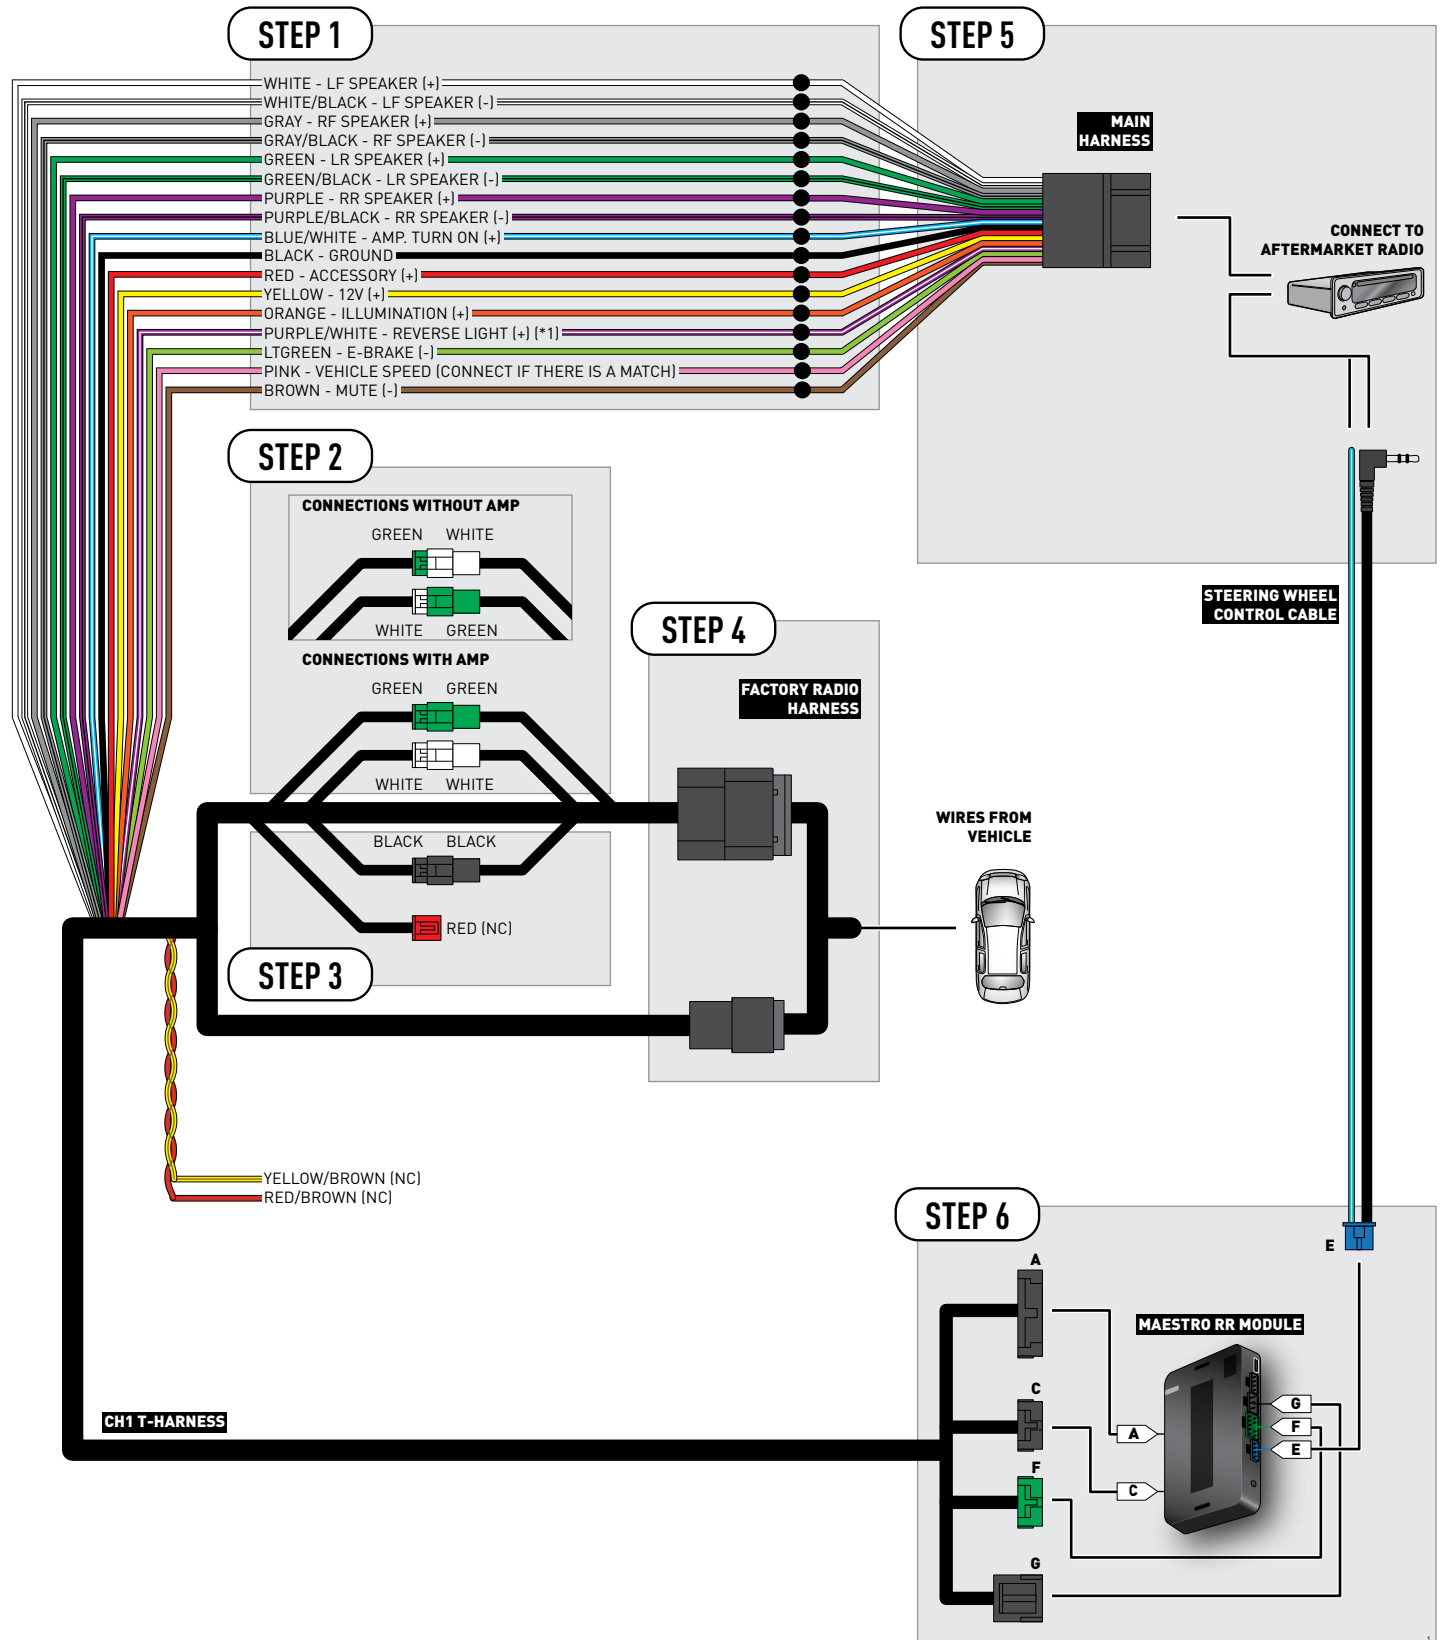 STEP 1
WHITE - LF SPEAKER (+)
WHITE/BLACK - LF SPEAKER (-)
GRAY - RF SPEAKER (+)
GRAY/BLACK - RF SPEAKER (-)
GREEN - LR SPEAKER (+)
GREEN/BLACK - LR SPEAKER (-)
PURPLE - RR SPEAKER (+)
PURPLE/BLACK - RR SPEAKER (-)
BLUE/WHITE - AMP. TURN ON (+)
BLACK - GROUND
RED - ACCESSORY (+)
YELLOW - 12V (+)
ORANGE - ILLUMINATION (+)
PURPLE/WHITE - REVERSE LIGHT (+) (*1)
LTGREEN - E-BRAKE (-)
PINK - VEHICLE SPEED (CONNECT IF THERE IS A MATCH)
BROWN - MUTE (-)
STEP 5
MAIN
HARNESS
CONNECT TO
AFTERMARKET RADIO
STEERING WHEEL
CONTROL CABLE
STEP 2
CONNECTIONS WITHOUT AMP
GREEN WHITE
WHITE GREEN
CONNECTIONS WITH AMP
GREEN GREEN
WHITE WHITE
BLACK BLACK
RED (NC)
STEP 3
STEP 4
FACTORY RADIO
HARNESS
WIRES FROM
VEHICLE
YELLOW/BROWN (NC)
RED/BROWN (NC)
CH1 T-HARNESS
STEP 6
E
A
C
F
G
MAESTRO RR MODULE
A
C
G
F
E
1